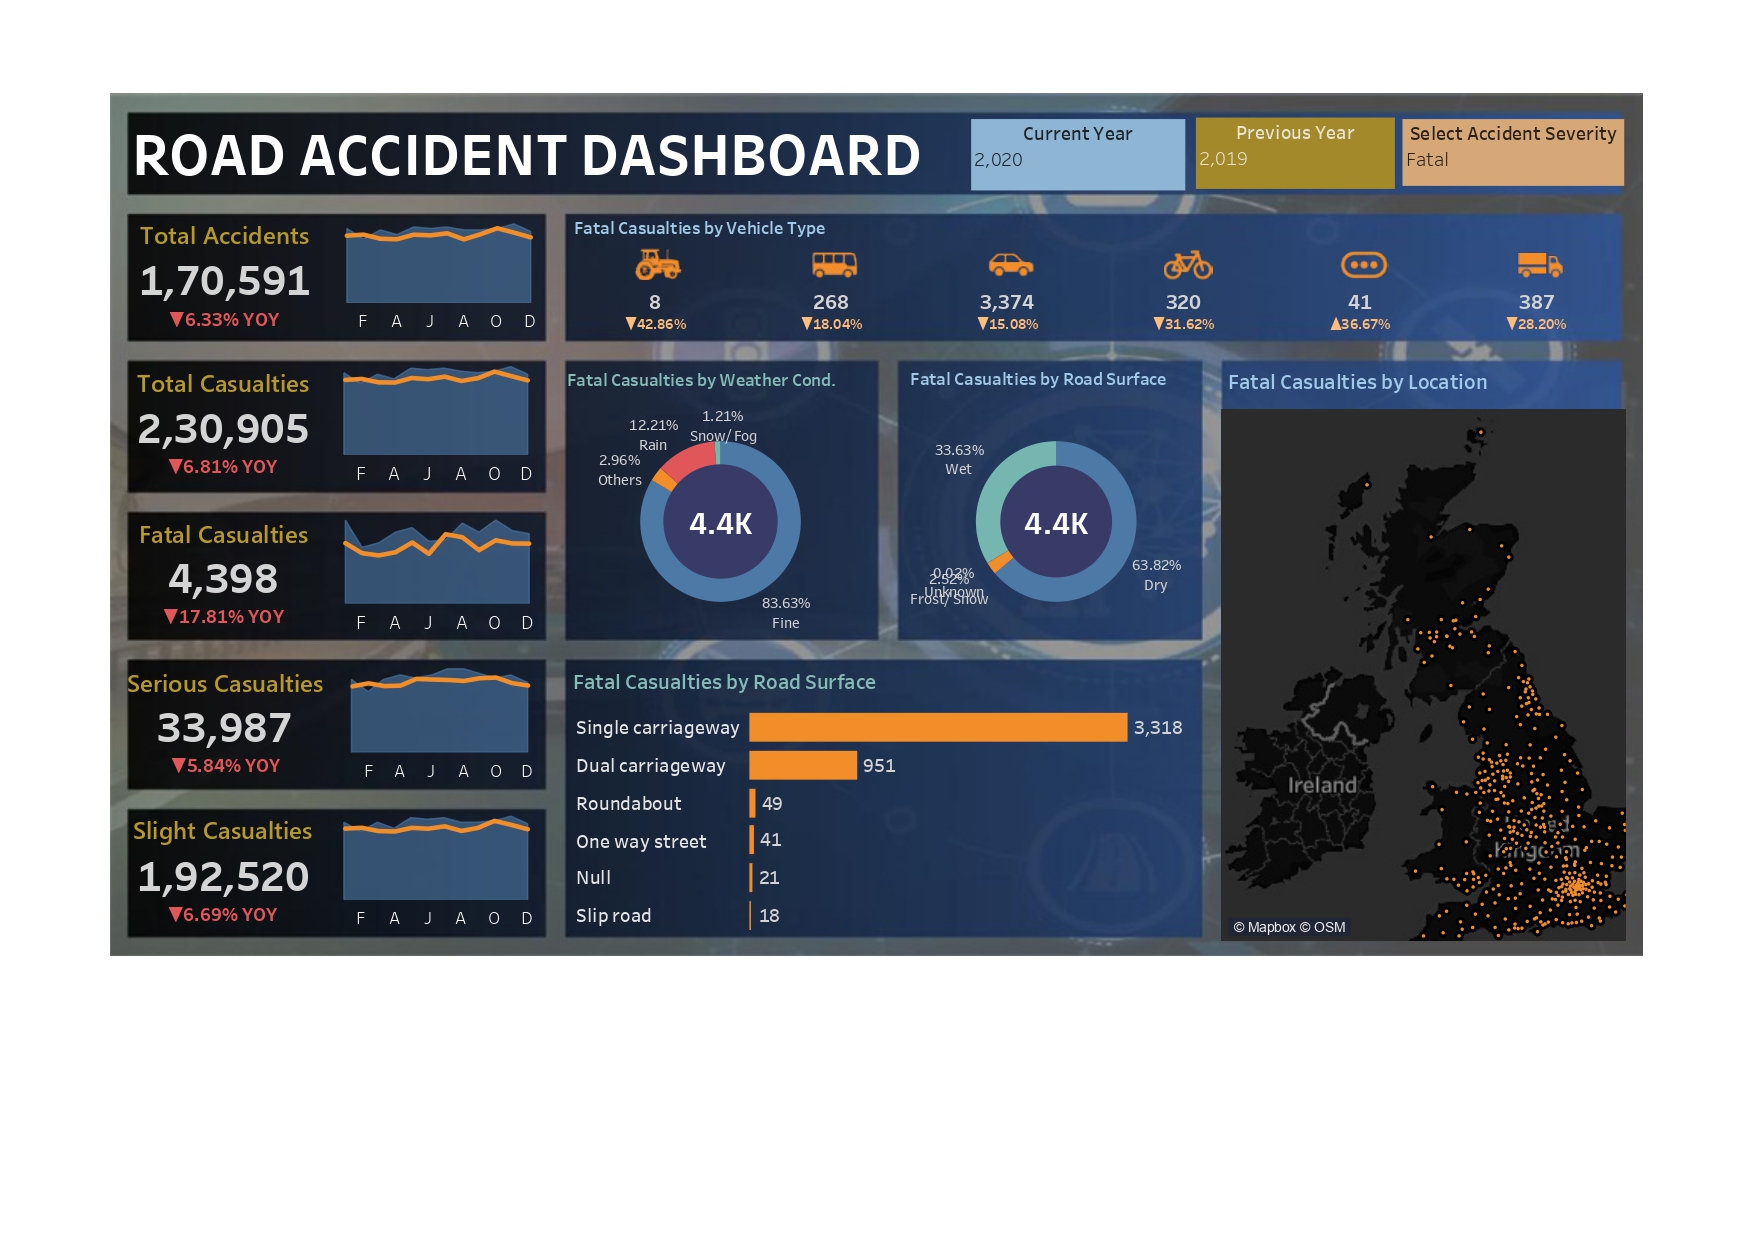 ROAD ACCIDENT DASHBOARD
Current Year
2,020
Previous Year
2,019
Select Accident Severity
Fatal
Total Accidents
1,70,591
▼6.33% YOY
F A J A O D
Fatal Casualties by Vehicle Type
8 268 3,374 320 41 387
▼42.86% ▼18.04% ▼15.08% ▼31.62% ▲36.67% ▼28.20%
Total Casualties
2,30,905
▼6.81% YOY
F A J A O D
Fatal Casualties
4,398
▼17.81% YOY
F A J A O D
Serious Casualties
33,987
▼5.84% YOY
F A J A O D
Slight Casualties
1,92,520
▼6.69% YOY
F A J A O D
Fatal Casualties by Weather Cond.
1.21%
Snow/Fog
12.21%
Rain
2.96%
Others
4.4K
83.63%
Fine
Fatal Casualties by Road Surface
33.63%
Wet
4.4K
63.82%
Dry
0.02%
2.52%
Unknown
Frost/Snow
Fatal Casualties by Road Surface
Single carriageway 3,318
Dual carriageway 951
Roundabout 49
One way street 41
Null 21
Slip road 18
Fatal Casualties by Location
Ireland
Kingdom
© Mapbox © OSM